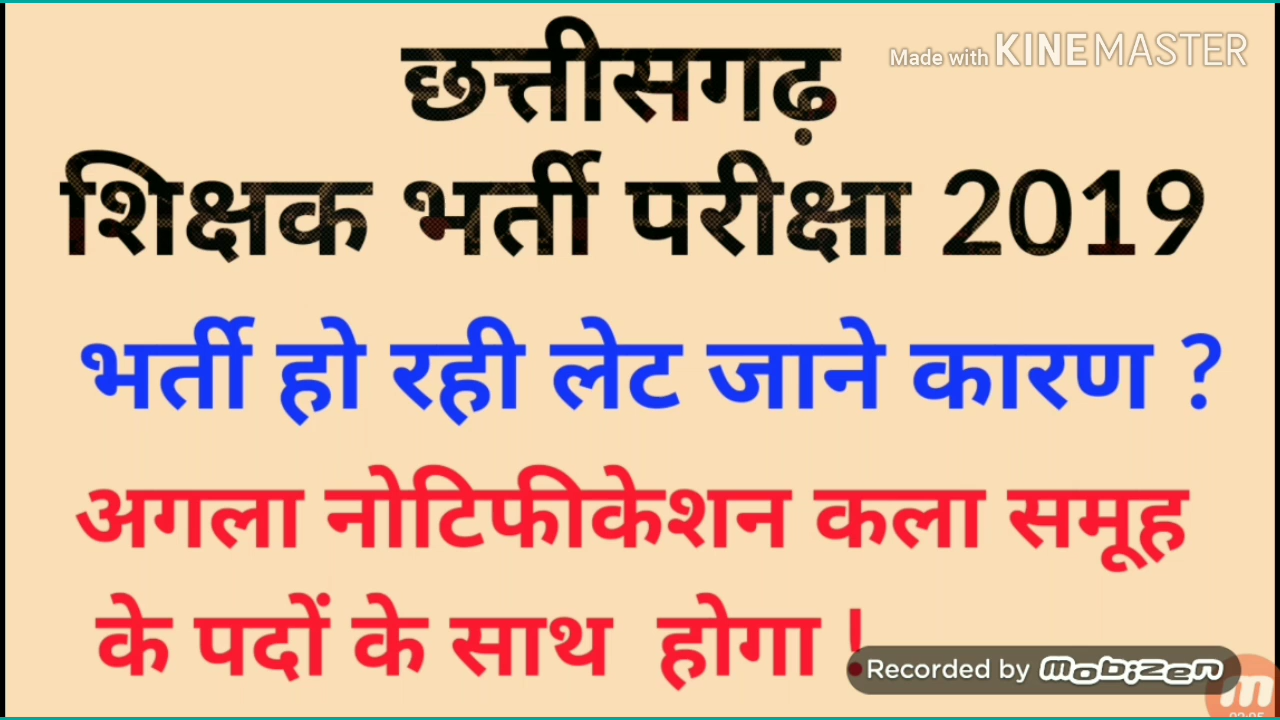 Made with KINEMASTER
छत्तीसगढ़
शिक्षक भर्ती परीक्षा 2019
भर्ती हो रही लेट जाने कारण ?
अगला नोटिफीकेशन कला समूह
के पदों के साथ होगा !
Recorded by mobizen
m